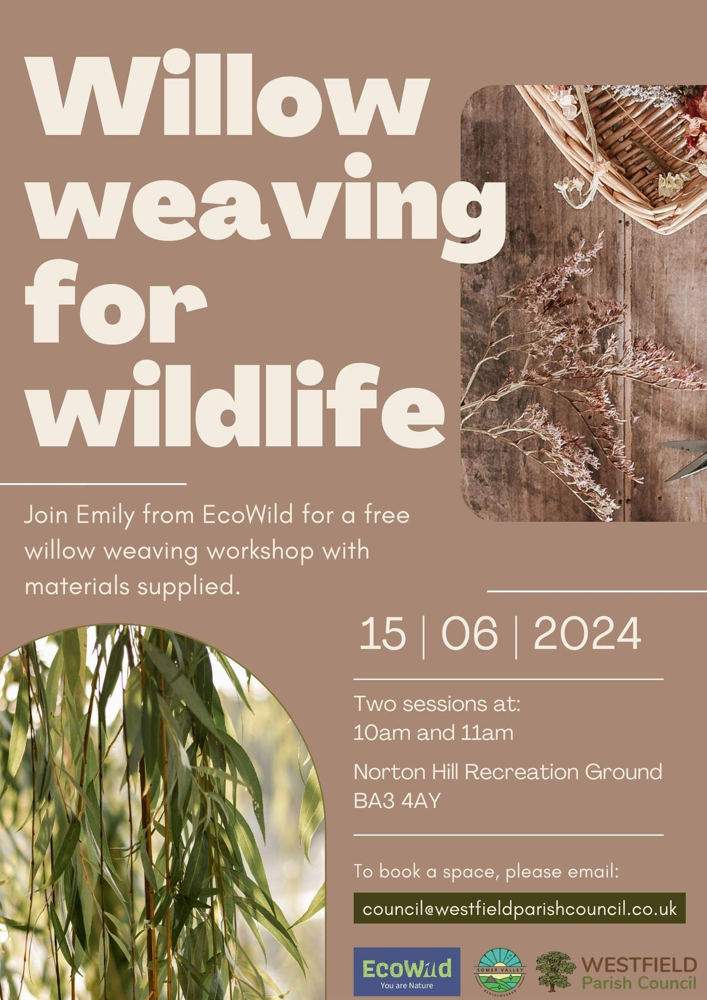 Willow
weaving
for
wildlife
Join Emily from EcoWild for a free
willow weaving workshop with
materials supplied.
15 | 06 | 2024
Two sessions at:
10am and 11am
Norton Hill Recreation Ground
BA3 4AY
To book a space, please email:
council@westfieldparishcouncil.co.uk
EcoWild
You are Nature
SOMER VALLEY
REDISCOVERED
WESTFIELD
Parish Council